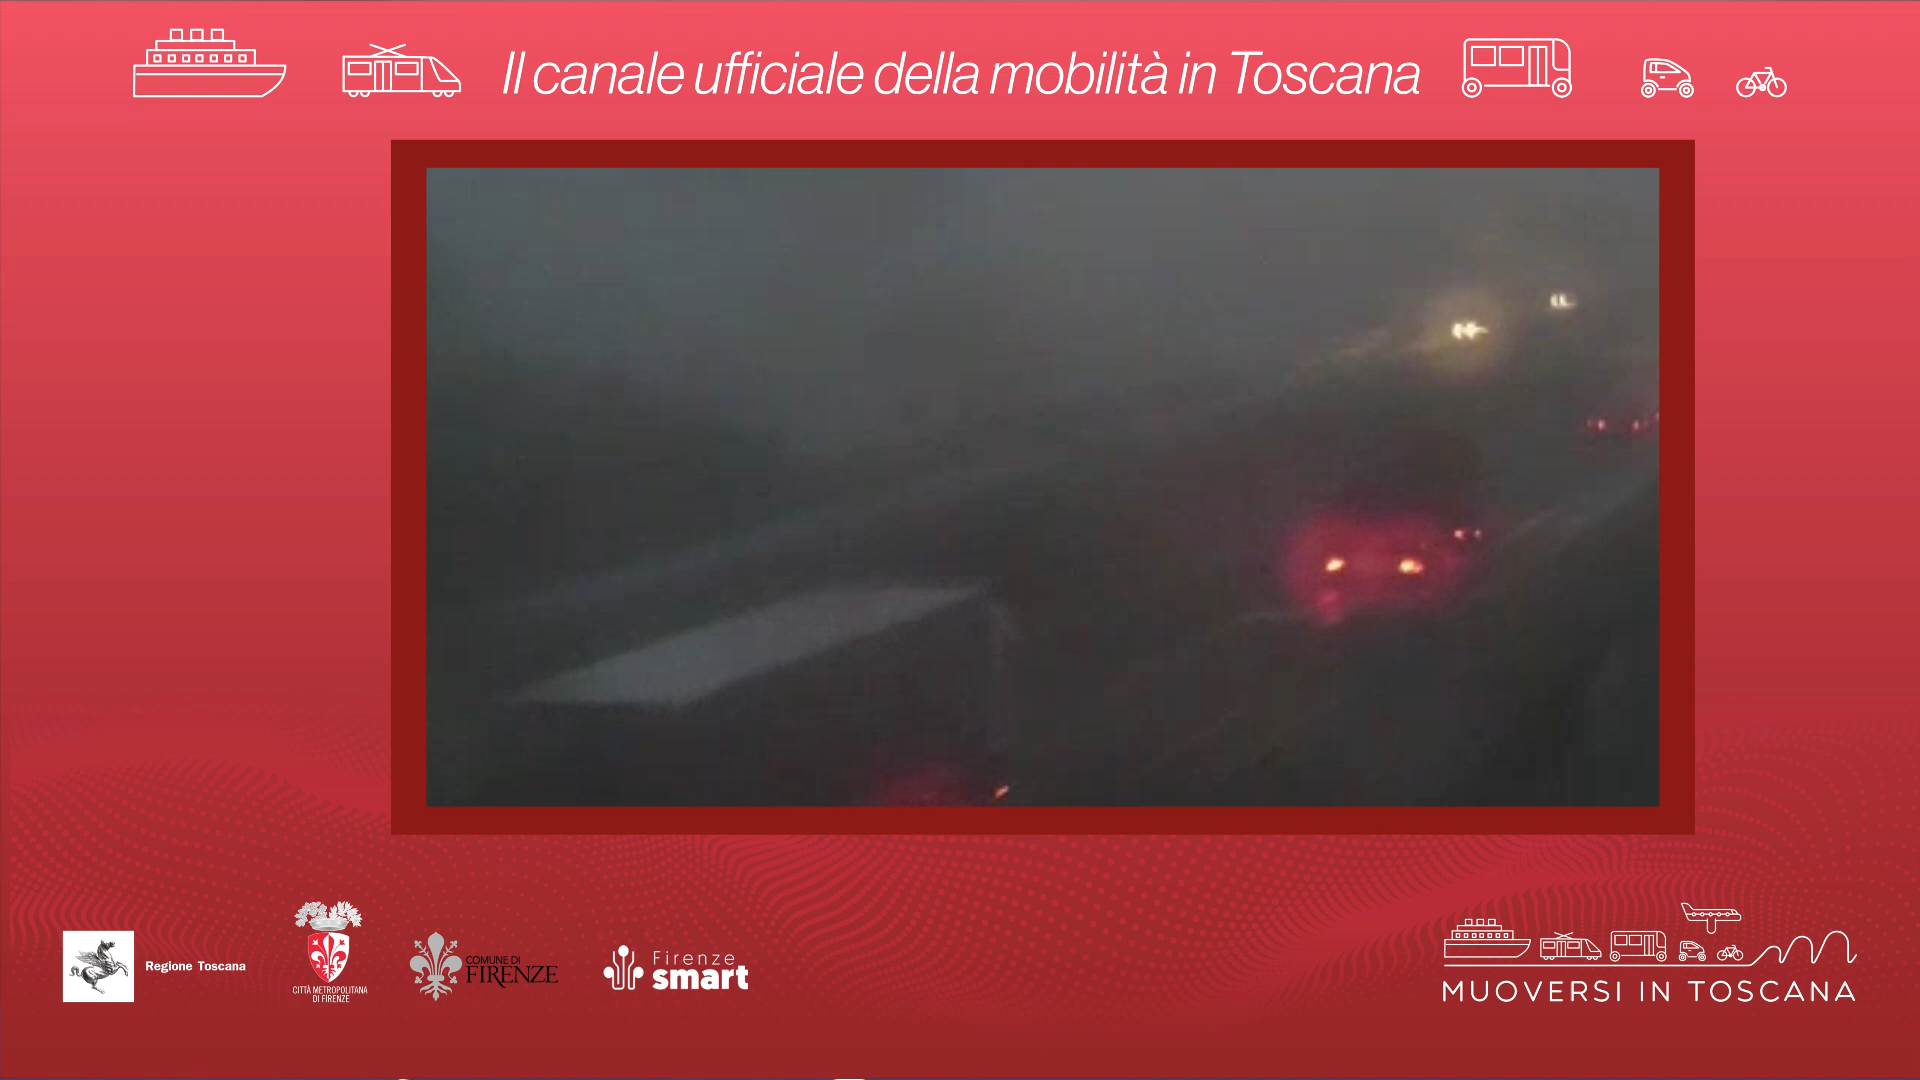 Il canale ufficiale della mobilità in Toscana
Regione Toscana
CITTÀ METROPOLITANA
DI FIRENZE
COMUNE DI
FIRENZE
Firenze
smart
MUOVERSI IN TOSCANA